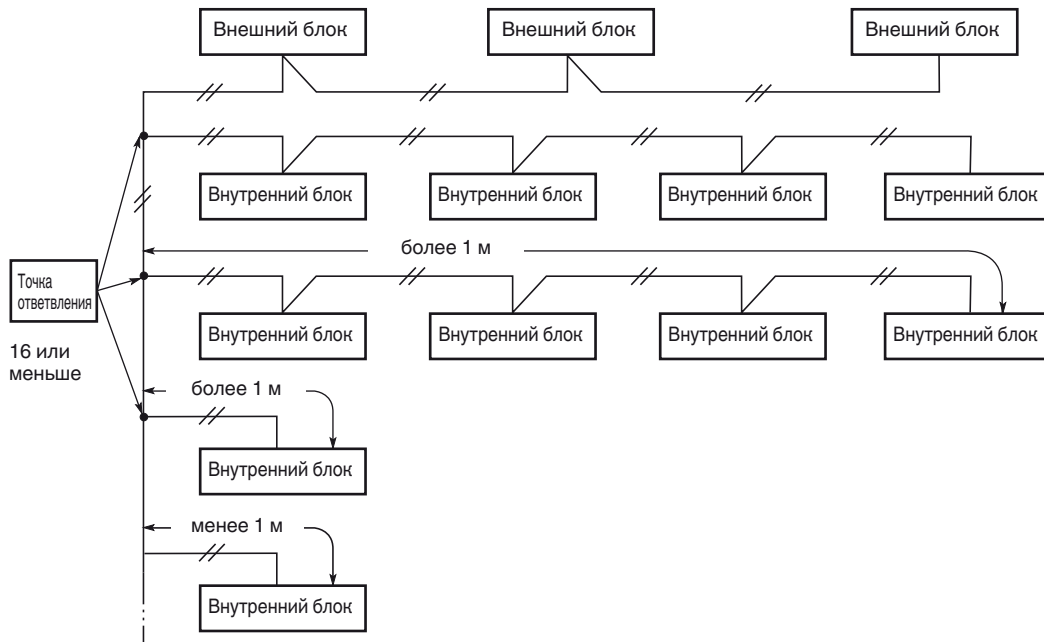 Внешний блок
Внешний блок
Внешний блок
Внутренний блок
Внутренний блок
Внутренний блок
Внутренний блок
более 1 м
Точка
ответвления
16 или
меньше
Внутренний блок
Внутренний блок
Внутренний блок
Внутренний блок
более 1 м
Внутренний блок
менее 1 м
Внутренний блок